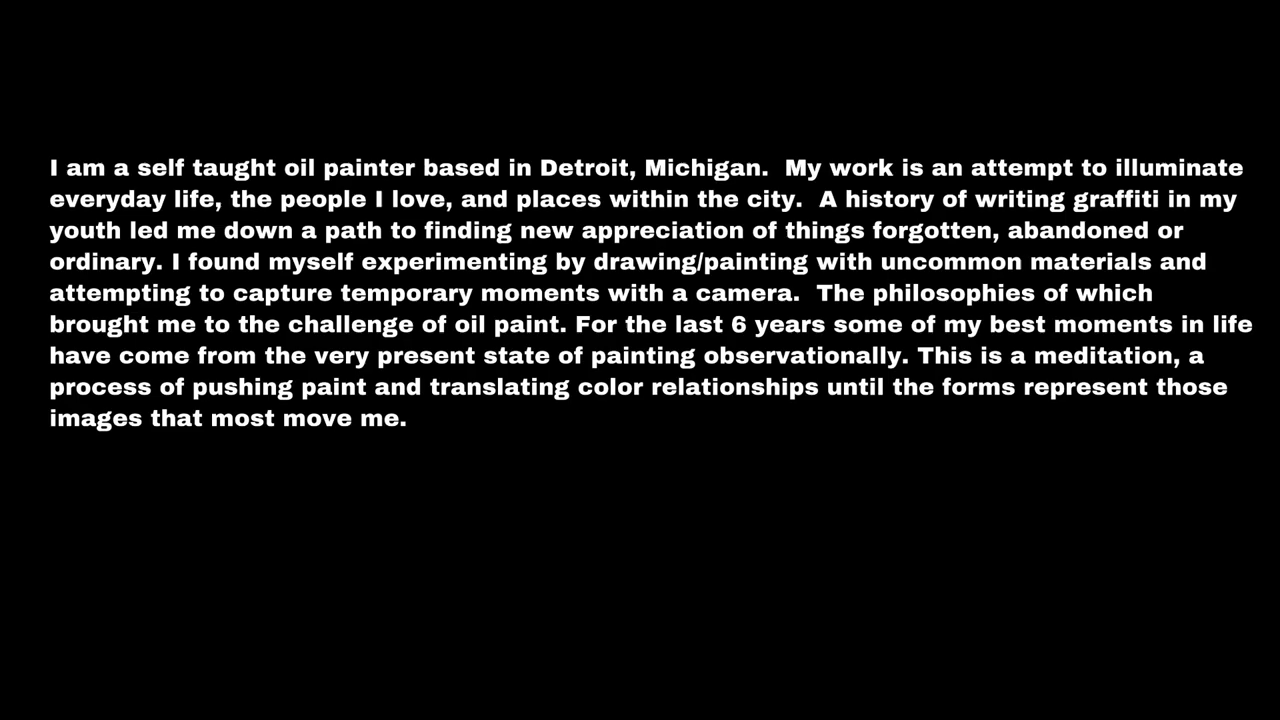 I am a self taught oil painter based in Detroit, Michigan.  My work is an attempt to illuminate
everyday life, the people I love, and places within the city.  A history of writing graffiti in my
youth led me down a path to finding new appreciation of things forgotten, abandoned or
ordinary. I found myself experimenting by drawing/painting with uncommon materials and
attempting to capture temporary moments with a camera.  The philosophies of which
brought me to the challenge of oil paint. For the last 6 years some of my best moments in life
have come from the very present state of painting observationally. This is a meditation, a
process of pushing paint and translating color relationships until the forms represent those
images that most move me.